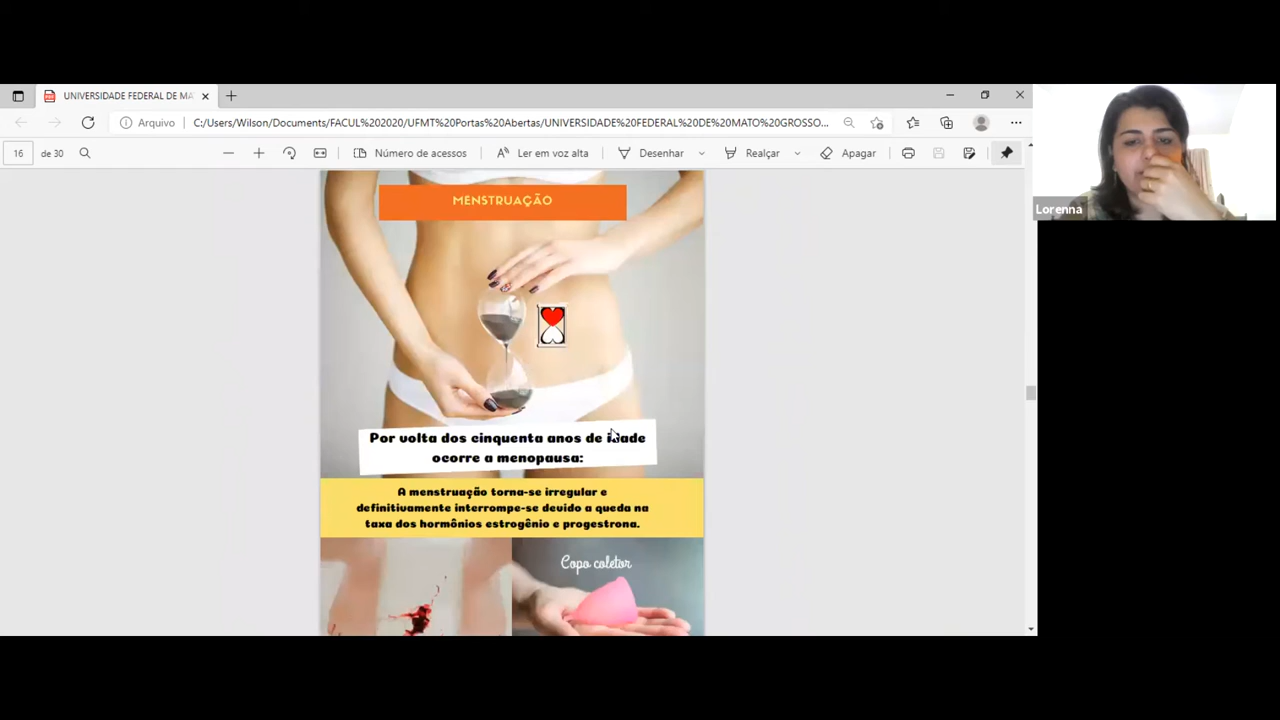 UNIVERSIDADE FEDERAL DE MA
Arquivo
C:/Users/Wilson/Documents/FACUL%202020/UFMT%20Portas%20Abertas/UNIVERSIDADE%20FEDERAL%20DE%20MATO%20GROSSO...
16 de 30
Número de acessos
Ler em voz alta
Desenhar
Realçar
Apagar
Lorenna
MENSTRUAÇÃO
Por volta dos cinquenta anos de idade
ocorre a menopausa:
A menstruação torna-se irregular e
definitivamente interrompe-se devido a queda na
taxa dos hormônios estrogênio e progestrona.
Copo coletor